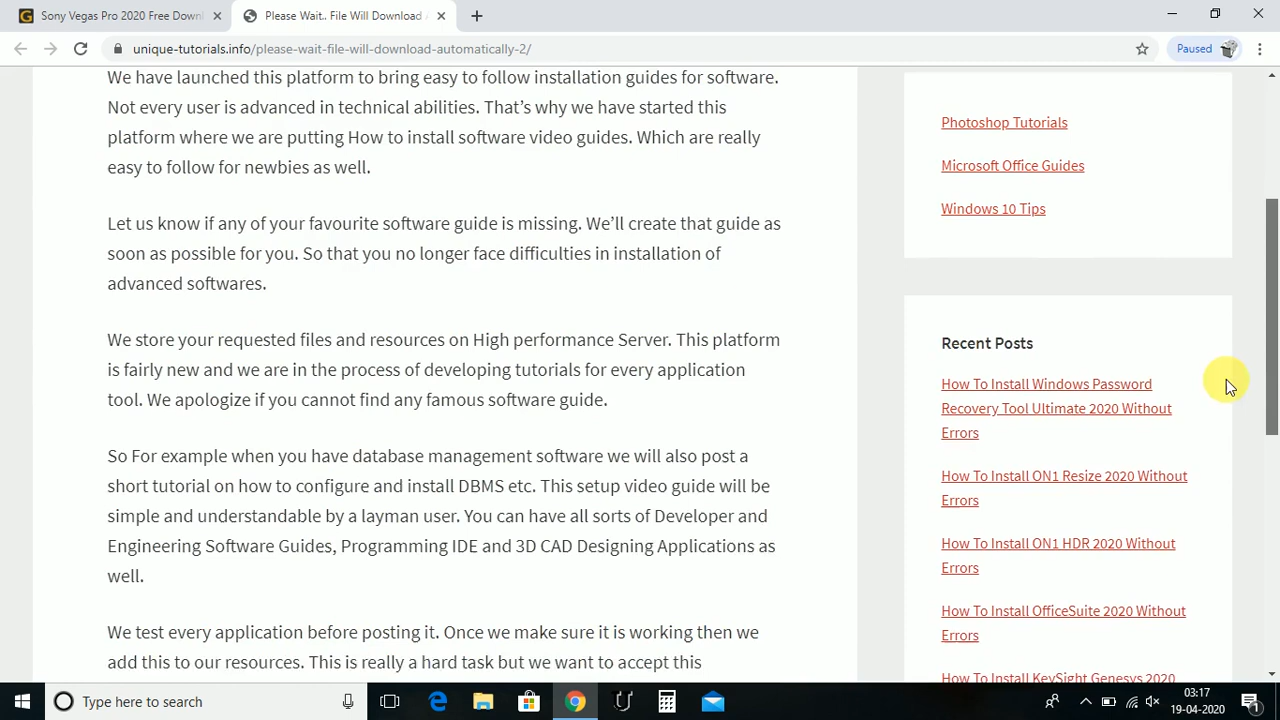 Sony Vegas Pro 2020 Free Down
Please Wait.. File Will Download A
unique-tutorials.info/please-wait-file-will-download-automatically-2/
Paused
We have launched this platform to bring easy to follow installation guides for software.
Not every user is advanced in technical abilities. That’s why we have started this
platform where we are putting How to install software video guides. Which are really
easy to follow for newbies as well.
Let us know if any of your favourite software guide is missing. We’ll create that guide as
soon as possible for you. So that you no longer face difficulties in installation of
advanced softwares.
We store your requested files and resources on High performance Server. This platform
is fairly new and we are in the process of developing tutorials for every application
tool. We apologize if you cannot find any famous software guide.
So For example when you have database management software we will also post a
short tutorial on how to configure and install DBMS etc. This setup video guide will be
simple and understandable by a layman user. You can have all sorts of Developer and
Engineering Software Guides, Programming IDE and 3D CAD Designing Applications as
well.
We test every application before posting it. Once we make sure it is working then we
add this to our resources. This is really a hard task but we want to accept this
Photoshop Tutorials
Microsoft Office Guides
Windows 10 Tips
Recent Posts
How To Install Windows Password
Recovery Tool Ultimate 2020 Without
Errors
How To Install ON1 Resize 2020 Without
Errors
How To Install ON1 HDR 2020 Without
Errors
How To Install OfficeSuite 2020 Without
Errors
How To Install KeySight Genesys 2020
Type here to search
03:17
19-04-2020
1